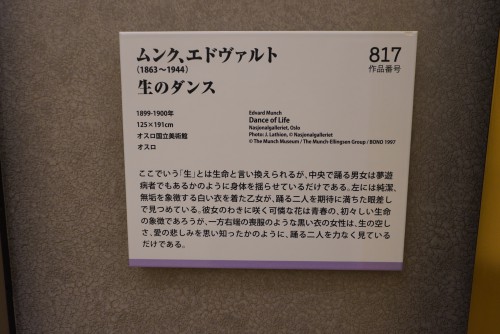 ムンク、エドヴァルト
(1863〜1944)
生のダンス
817
作品番号
1899-1900年
125×191cm
オスロ国立美術館
オスロ
Edvard Munch
Dance of Life
Nasjonalgalleriet, Oslo
Photo: J. Lathion, © Nasjonalgalleriet
© The Munch Museum / The Munch-Ellingsen Group / BONO 1997
ここでいう「生」とは生命と言い換えられるが、中央で踊る男女は夢遊
病者でもあるかのように身体を揺らせているだけである。左には純潔、
無垢を象徴する白い衣を着た乙女が、踊る二人を期待に満ちた眼差し
で見つめている。彼女のわきに咲く可憐な花は青春の、初々しい生命
の象徴であろうが、一方右端の喪服のような黒い衣の女性は、生の空し
さ、愛の悲しみを思い知ったかのように、踊る二人を力なく見ている
だけである。